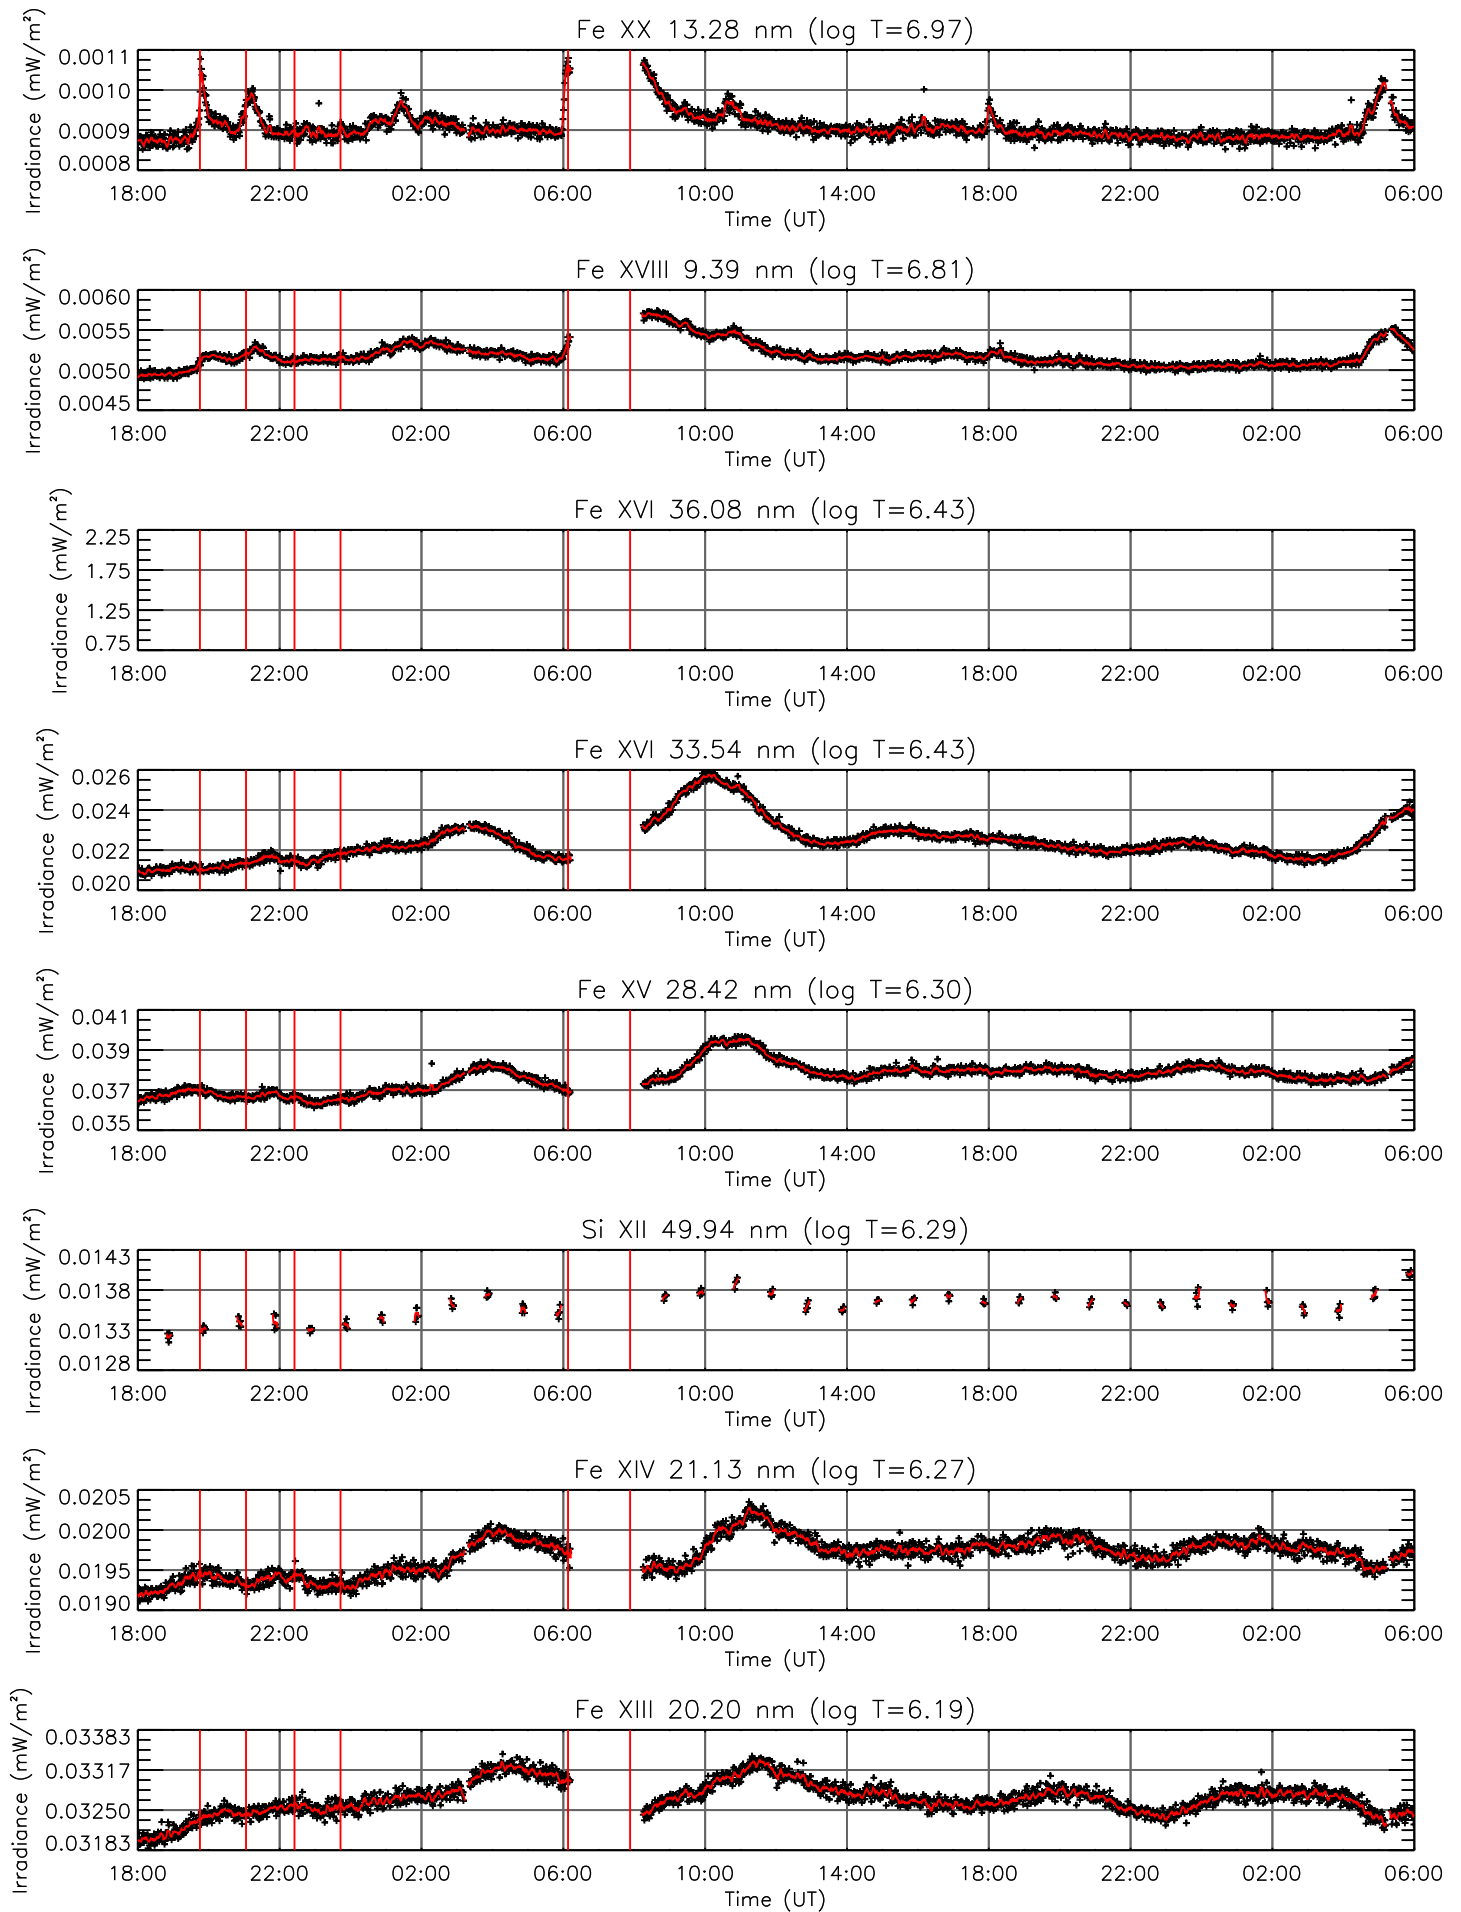 Fe XX 13.28 nm (log T=6.97)
Irradiance (mW/m²)
0.0011
0.0010
0.0009
0.0008
18:00 22:00 02:00 06:00 10:00 14:00 18:00 22:00 02:00 06:00
Time (UT)
Fe XVIII 9.39 nm (log T=6.81)
Irradiance (mW/m²)
0.0060
0.0055
0.0050
0.0045
18:00 22:00 02:00 06:00 10:00 14:00 18:00 22:00 02:00 06:00
Time (UT)
Fe XVI 36.08 nm (log T=6.43)
Irradiance (mW/m²)
2.25
1.75
1.25
0.75
18:00 22:00 02:00 06:00 10:00 14:00 18:00 22:00 02:00 06:00
Time (UT)
Fe XVI 33.54 nm (log T=6.43)
Irradiance (mW/m²)
0.026
0.024
0.022
0.020
18:00 22:00 02:00 06:00 10:00 14:00 18:00 22:00 02:00 06:00
Time (UT)
Fe XV 28.42 nm (log T=6.30)
Irradiance (mW/m²)
0.041
0.039
0.037
0.035
18:00 22:00 02:00 06:00 10:00 14:00 18:00 22:00 02:00 06:00
Time (UT)
Si XII 49.94 nm (log T=6.29)
Irradiance (mW/m²)
0.0143
0.0138
0.0133
0.0128
18:00 22:00 02:00 06:00 10:00 14:00 18:00 22:00 02:00 06:00
Time (UT)
Fe XIV 21.13 nm (log T=6.27)
Irradiance (mW/m²)
0.0205
0.0200
0.0195
0.0190
18:00 22:00 02:00 06:00 10:00 14:00 18:00 22:00 02:00 06:00
Time (UT)
Fe XIII 20.20 nm (log T=6.19)
Irradiance (mW/m²)
0.03383
0.03317
0.03250
0.03183
18:00 22:00 02:00 06:00 10:00 14:00 18:00 22:00 02:00 06:00
Time (UT)